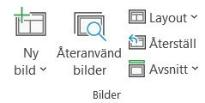 Ny
bild
Återanvänd
bilder
Layout
Återställ
Avsnitt
Bilder